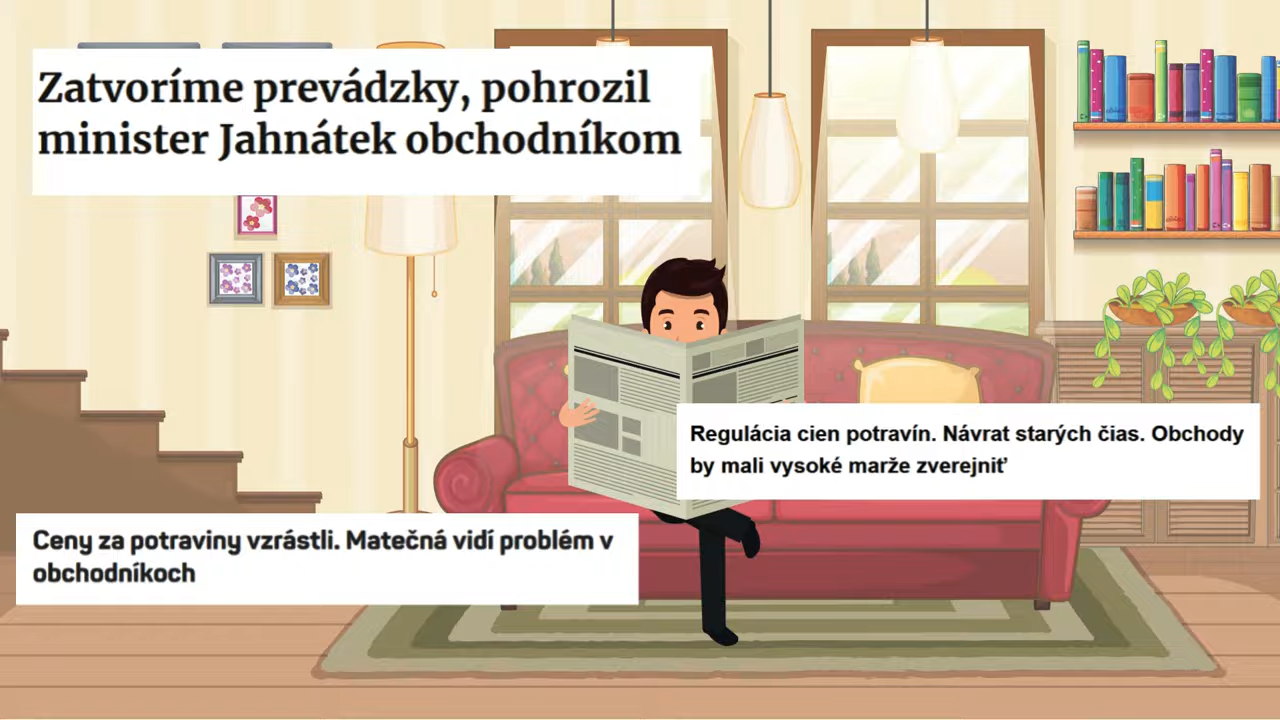 Zatvoríme prevádzky, pohrozil
minister Jahnátek obchodníkom
Regulácia cien potravín. Návrat starých čias. Obchody
by mali vysoké marže zverejniť
Ceny za potraviny vzrástli. Matečná vidí problém v
obchodníkoch